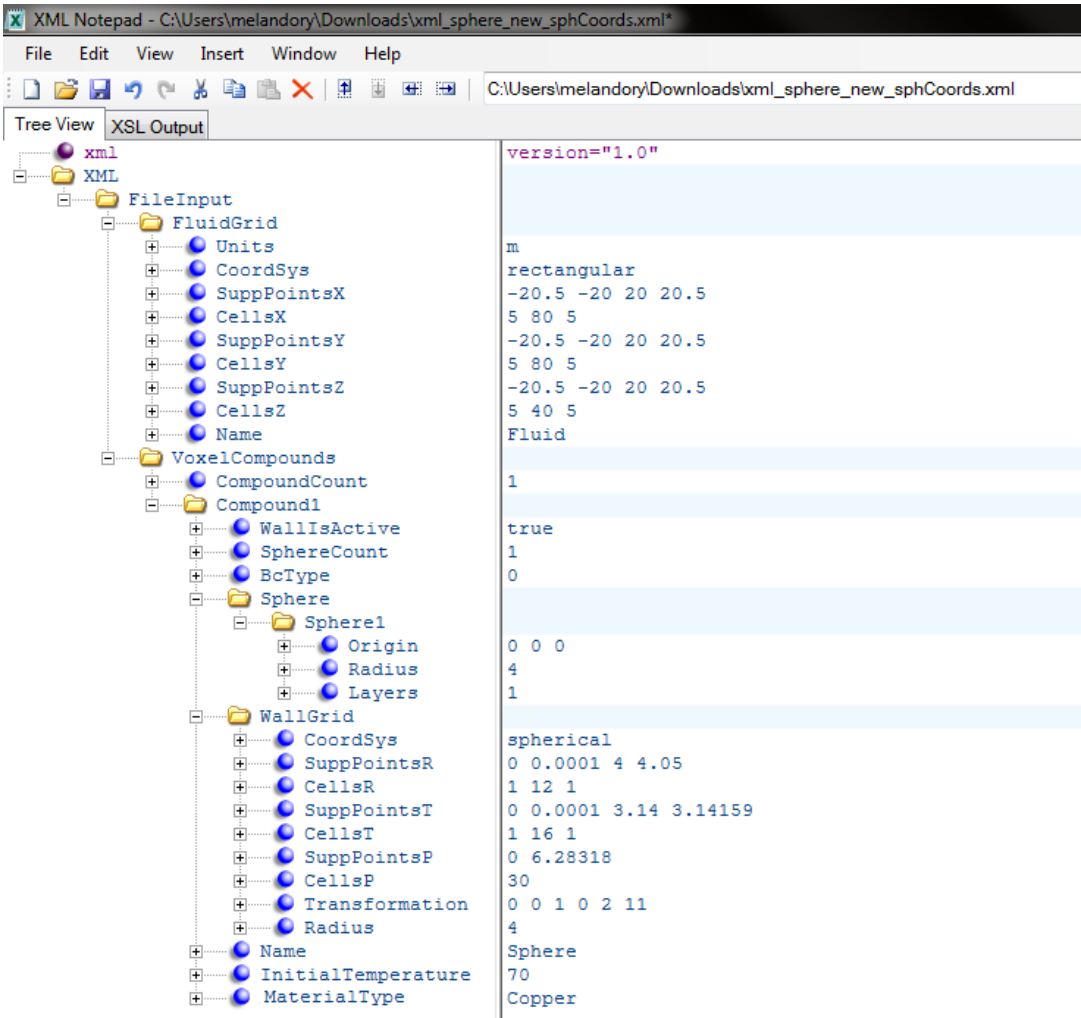 XML Notepad - C:\Users\melandory\Downloads\xml_sphere_new_sphCoords.xml*
File Edit View Insert Window Help
C:\Users\melandory\Downloads\xml_sphere_new_sphCoords.xml
Tree View XSL Output
xml version="1.0"
XML
FileInput
FluidGrid
Units m
CoordSys rectangular
SuppPointsX -20.5 -20 20 20.5
CellsX 5 80 5
SuppPointsY -20.5 -20 20 20.5
CellsY 5 80 5
SuppPointsZ -20.5 -20 20 20.5
CellsZ 5 40 5
Name Fluid
VoxelCompounds
CompoundCount 1
Compound1
WallIsActive true
SphereCount 1
BcType 0
Sphere
Sphere1
Origin 0 0 0
Radius 4
Layers 1
WallGrid
CoordSys spherical
SuppPointsR 0 0.0001 4 4.05
CellsR 1 12 1
SuppPointsT 0 0.0001 3.14 3.14159
CellsT 1 16 1
SuppPointsP 0 6.28318
CellsP 30
Transformation 0 0 1 0 2 11
Radius 4
Name Sphere
InitialTemperature 70
MaterialType Copper